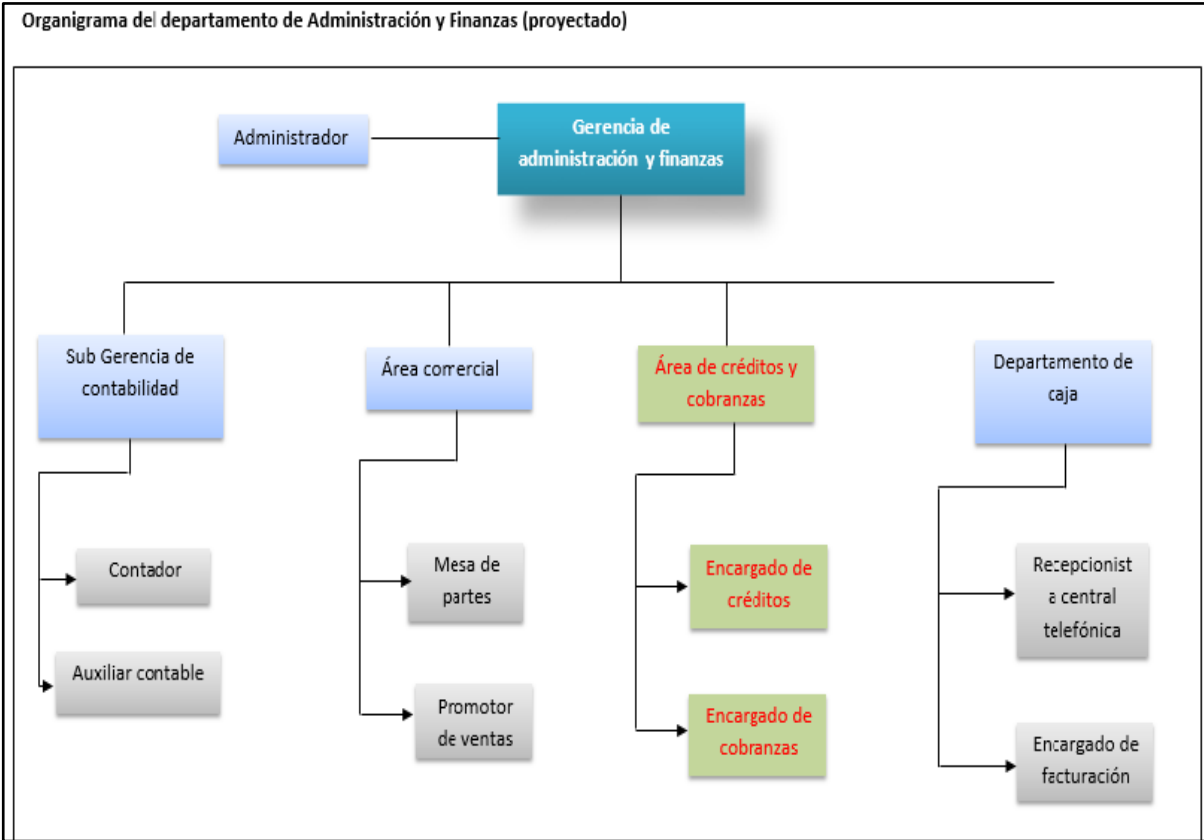 Organigrama del departamento de Administración y Finanzas (proyectado)
Administrador
Gerencia de
administración y finanzas
Sub Gerencia de
contabilidad
Área comercial
Área de créditos y
cobranzas
Departamento de
caja
Contador
Auxiliar contable
Mesa de
partes
Promotor
de ventas
Encargado de
créditos
Encargado de
cobranzas
Recepcionist
a central
telefónica
Encargado de
facturación